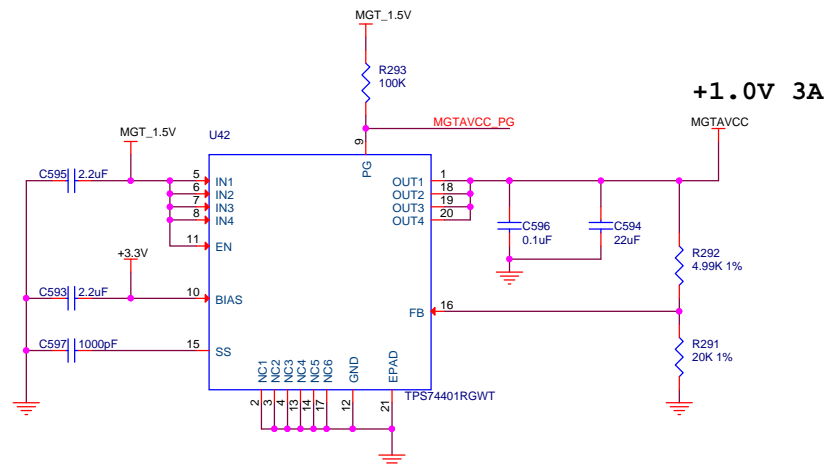 MGT_1.5V
R293
100K
+1.0V 3A
MGTAVCC_PG
MGTAVCC
MGT_1.5V
U42
9
PG
C595 2.2uF
5 IN1
6 IN2
7 IN3
8 IN4
11 EN
OUT1 1
OUT2 18
OUT3 19
OUT4 20
C596
0.1uF
C594
22uF
R292
4.99K 1%
+3.3V
C593 2.2uF
10 BIAS
FB 16
C597 1000pF
15 SS
R291
20K 1%
NC1
NC2
NC3
NC4
NC5
NC6
GND
EPAD
TPS74401RGWT
2
3
4
13
14
17
12
21